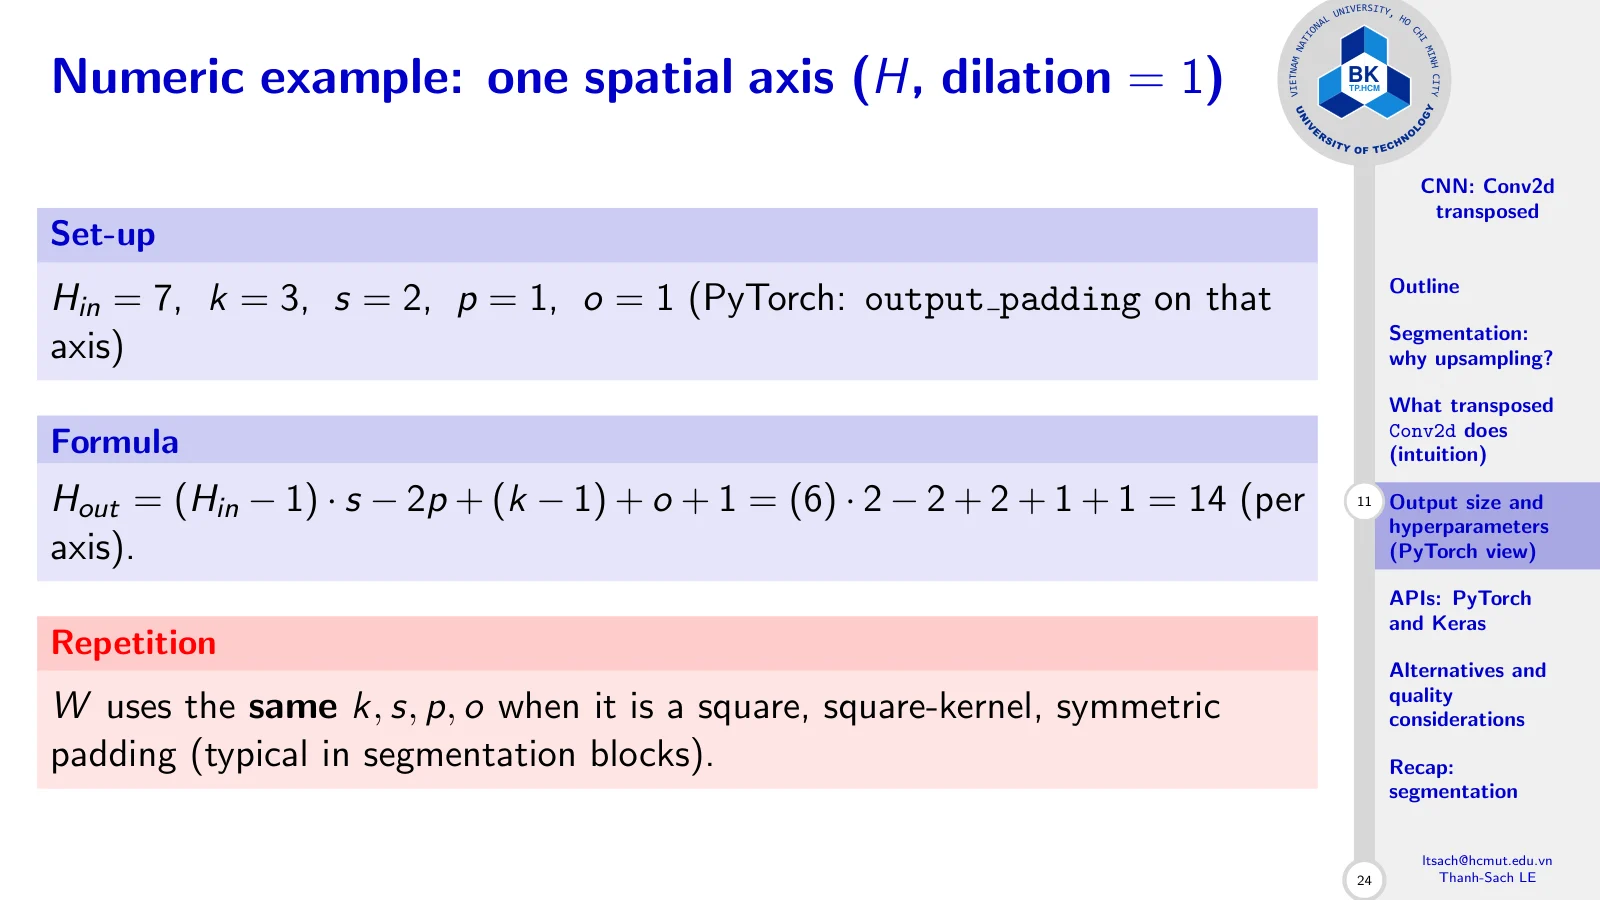 Numeric example: one spatial axis (H, dilation = 1)
Set-up
H_in = 7, k = 3, s = 2, p = 1, o = 1 (PyTorch: output_padding on that
axis)
Formula
H_out = (H_in − 1) · s − 2p + (k − 1) + o + 1 = (6) · 2 − 2 + 2 + 1 + 1 = 14 (per
axis).
Repetition
W uses the same k, s, p, o when it is a square, square-kernel, symmetric
padding (typical in segmentation blocks).
VIETNAM NATIONAL UNIVERSITY, HO CHI MINH CITY
BK
TP.HCM
UNIVERSITY OF TECHNOLOGY
CNN: Conv2d
transposed
Outline
Segmentation:
why upsampling?
What transposed
Conv2d does
(intuition)
11
Output size and
hyperparameters
(PyTorch view)
APIs: PyTorch
and Keras
Alternatives and
quality
considerations
Recap:
segmentation
24
ltsach@hcmut.edu.vn
Thanh-Sach LE